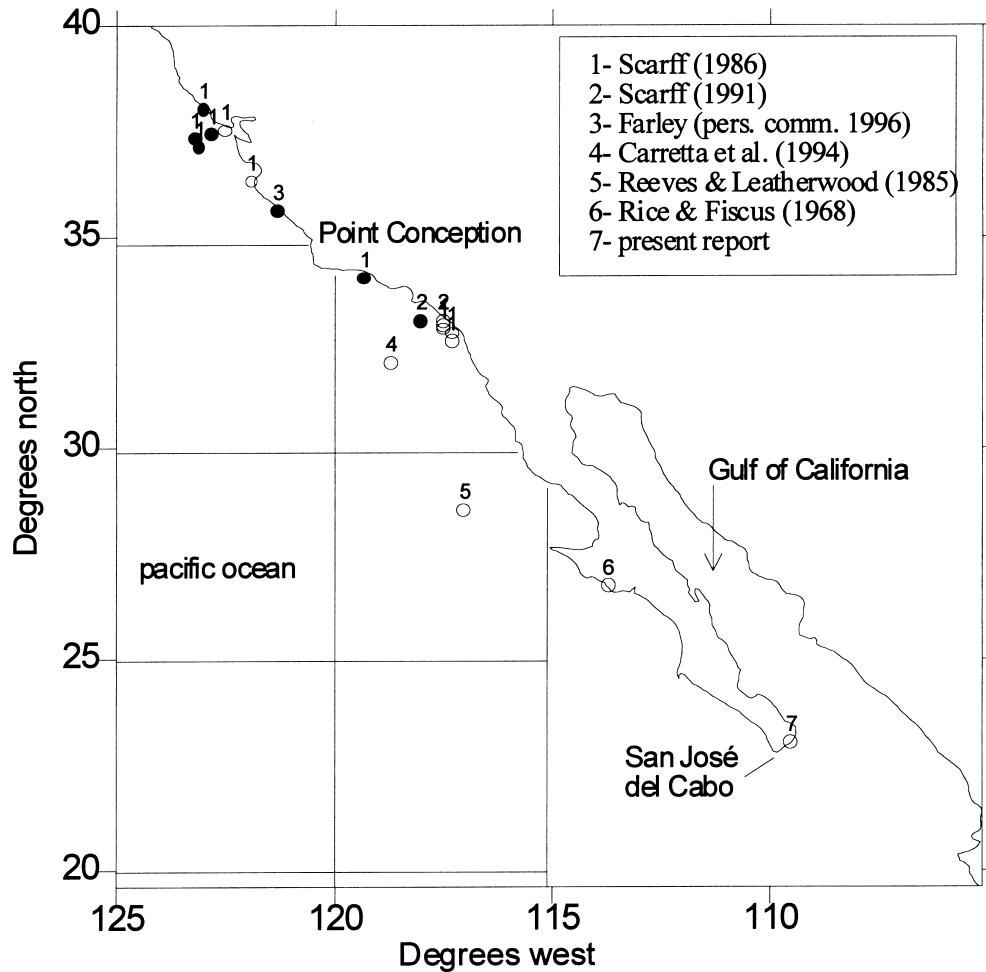 40
1- Scarff (1986)
2- Scarff (1991)
3- Farley (pers. comm. 1996)
4- Carretta et al. (1994)
5- Reeves & Leatherwood (1985)
6- Rice & Fiscus (1968)
7- present report
1
1 1 1
1
1
3
35
Point Conception
1
2 2
1
1
4
30
Degrees north
Gulf of California
5
pacific ocean
6
25
7
San José
del Cabo
20
125 120 115 110
Degrees west